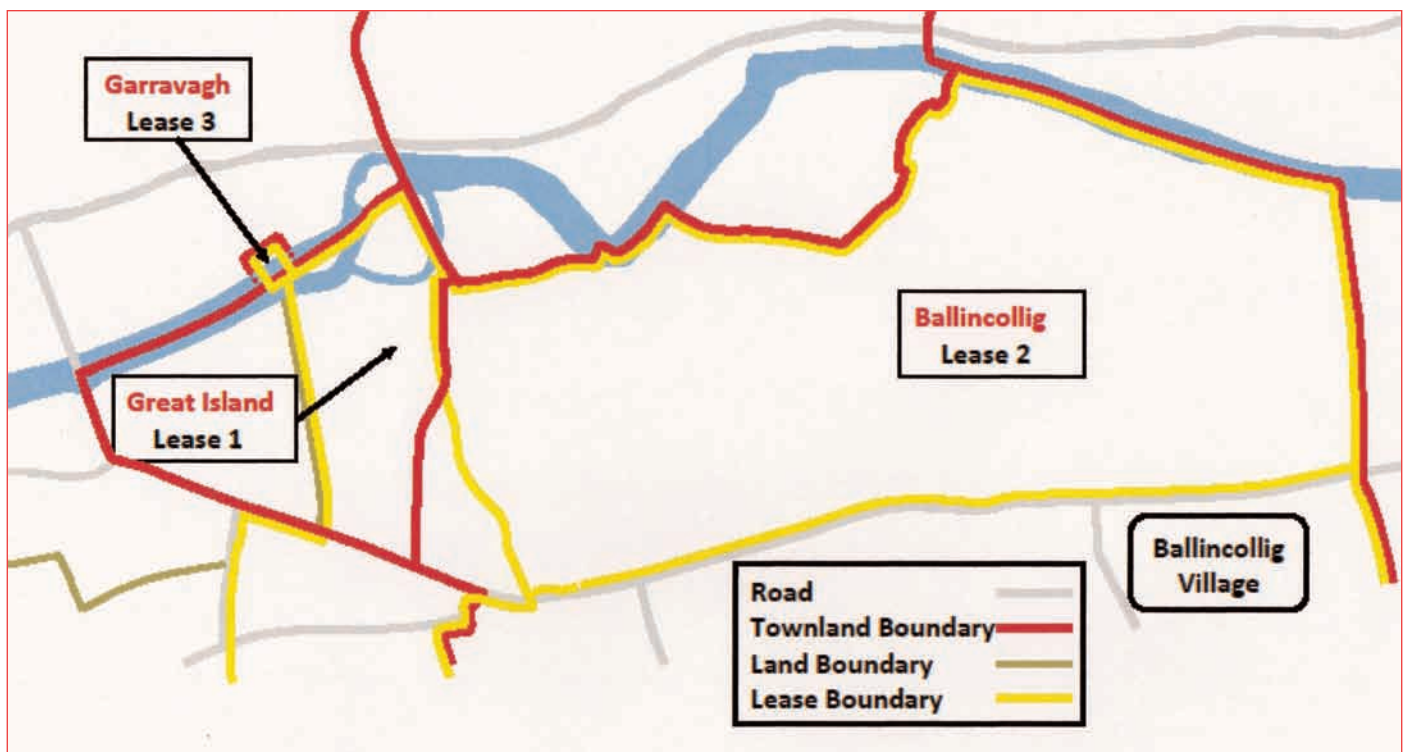 Garravagh
Lease 3
Great Island
Lease 1
Ballincollig
Lease 2
Ballincollig
Village
Road
Townland Boundary
Land Boundary
Lease Boundary